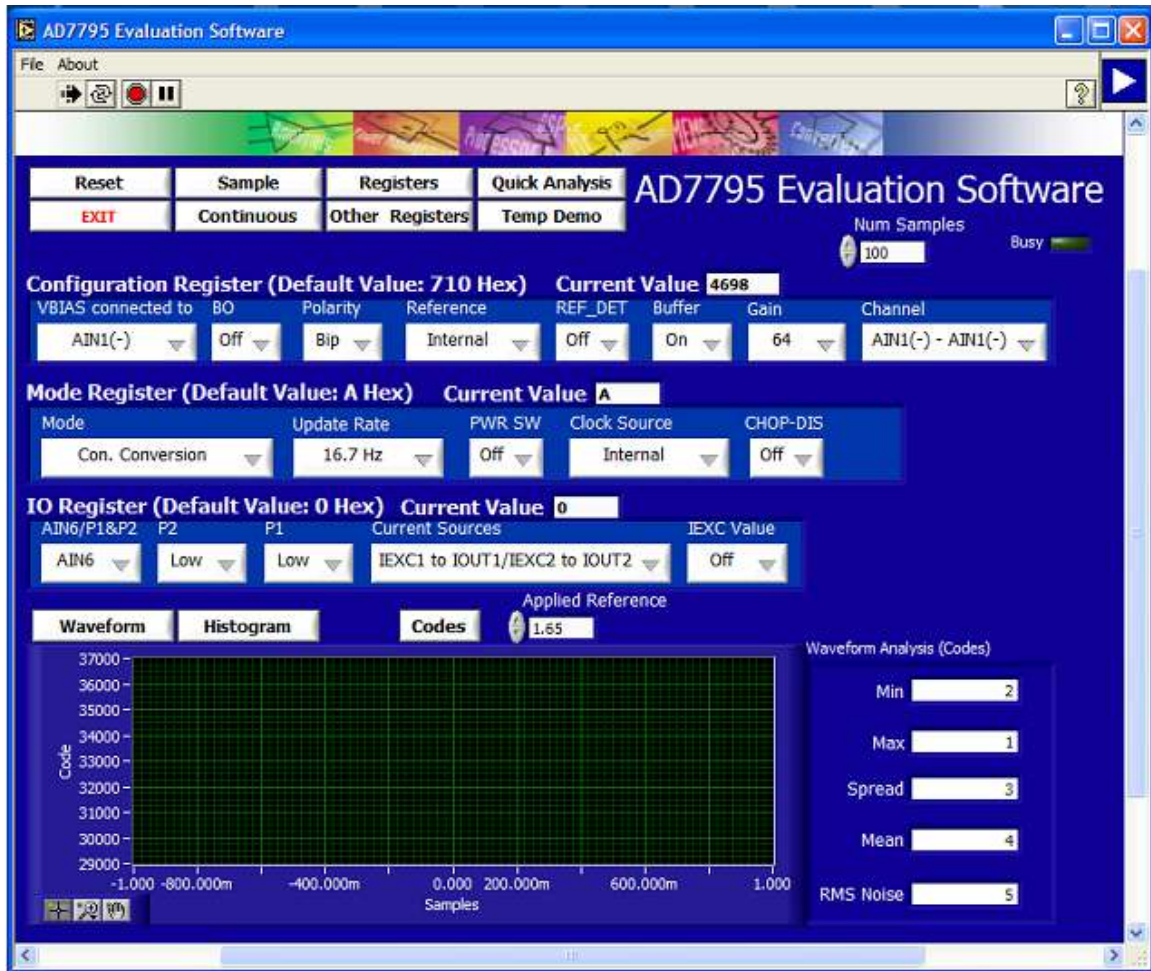 AD7795 Evaluation Software
File About
Reset Sample Registers Quick Analysis
AD7795 Evaluation Software
EXIT Continuous Other Registers Temp Demo
Num Samples
100
Busy
Configuration Register (Default Value: 710 Hex) Current Value 4698
VBIAS connected to BO Polarity Reference REF_DET Buffer Gain Channel
AIN1(-) Off Bip Internal Off On 64 AIN1(-) - AIN1(-)
Mode Register (Default Value: A Hex) Current Value A
Mode Update Rate PWR SW Clock Source CHOP-DIS
Con. Conversion 16.7 Hz Off Internal Off
IO Register (Default Value: 0 Hex) Current Value 0
AIN6/P1&P2 P2 P1 Current Sources IEXC Value
AIN6 Low Low IEXC1 to IOUT1/IEXC2 to IOUT2 Off
Applied Reference
Waveform Histogram Codes 1.65
Waveform Analysis (Codes)
37000
36000
35000
34000
33000
32000
31000
30000
29000
Code
-1.000 -800.000m -400.000m 0.000 200.000m 600.000m 1.000
Samples
Min 2
Max 1
Spread 3
Mean 4
RMS Noise 5